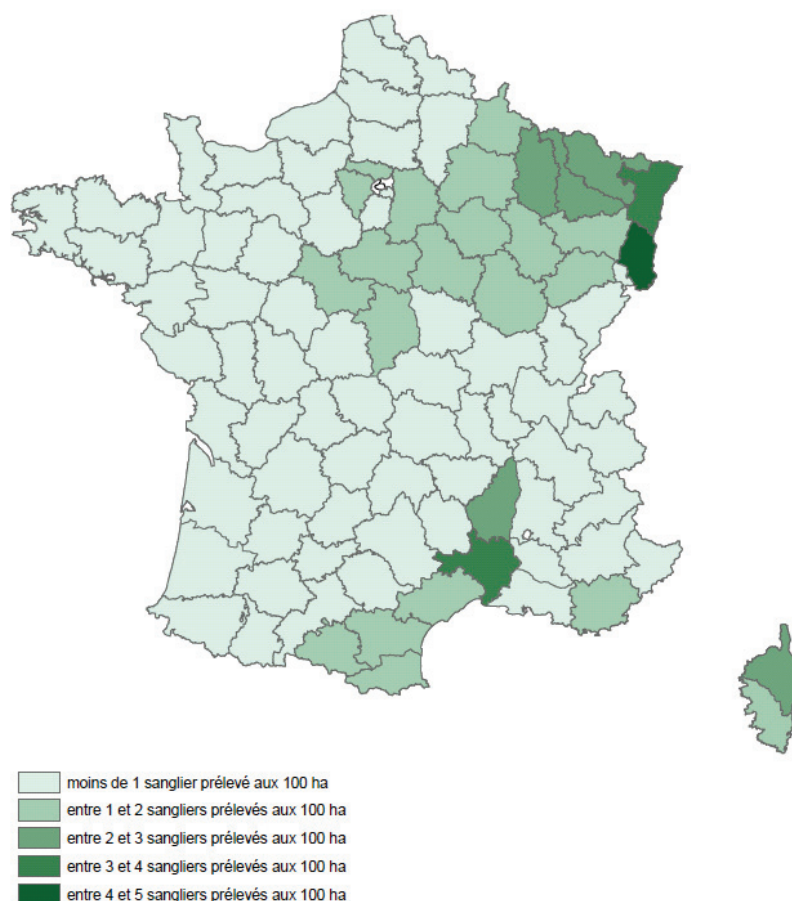 moins de 1 sanglier prélevé aux 100 ha
entre 1 et 2 sangliers prélevés aux 100 ha
entre 2 et 3 sangliers prélevés aux 100 ha
entre 3 et 4 sangliers prélevés aux 100 ha
entre 4 et 5 sangliers prélevés aux 100 ha